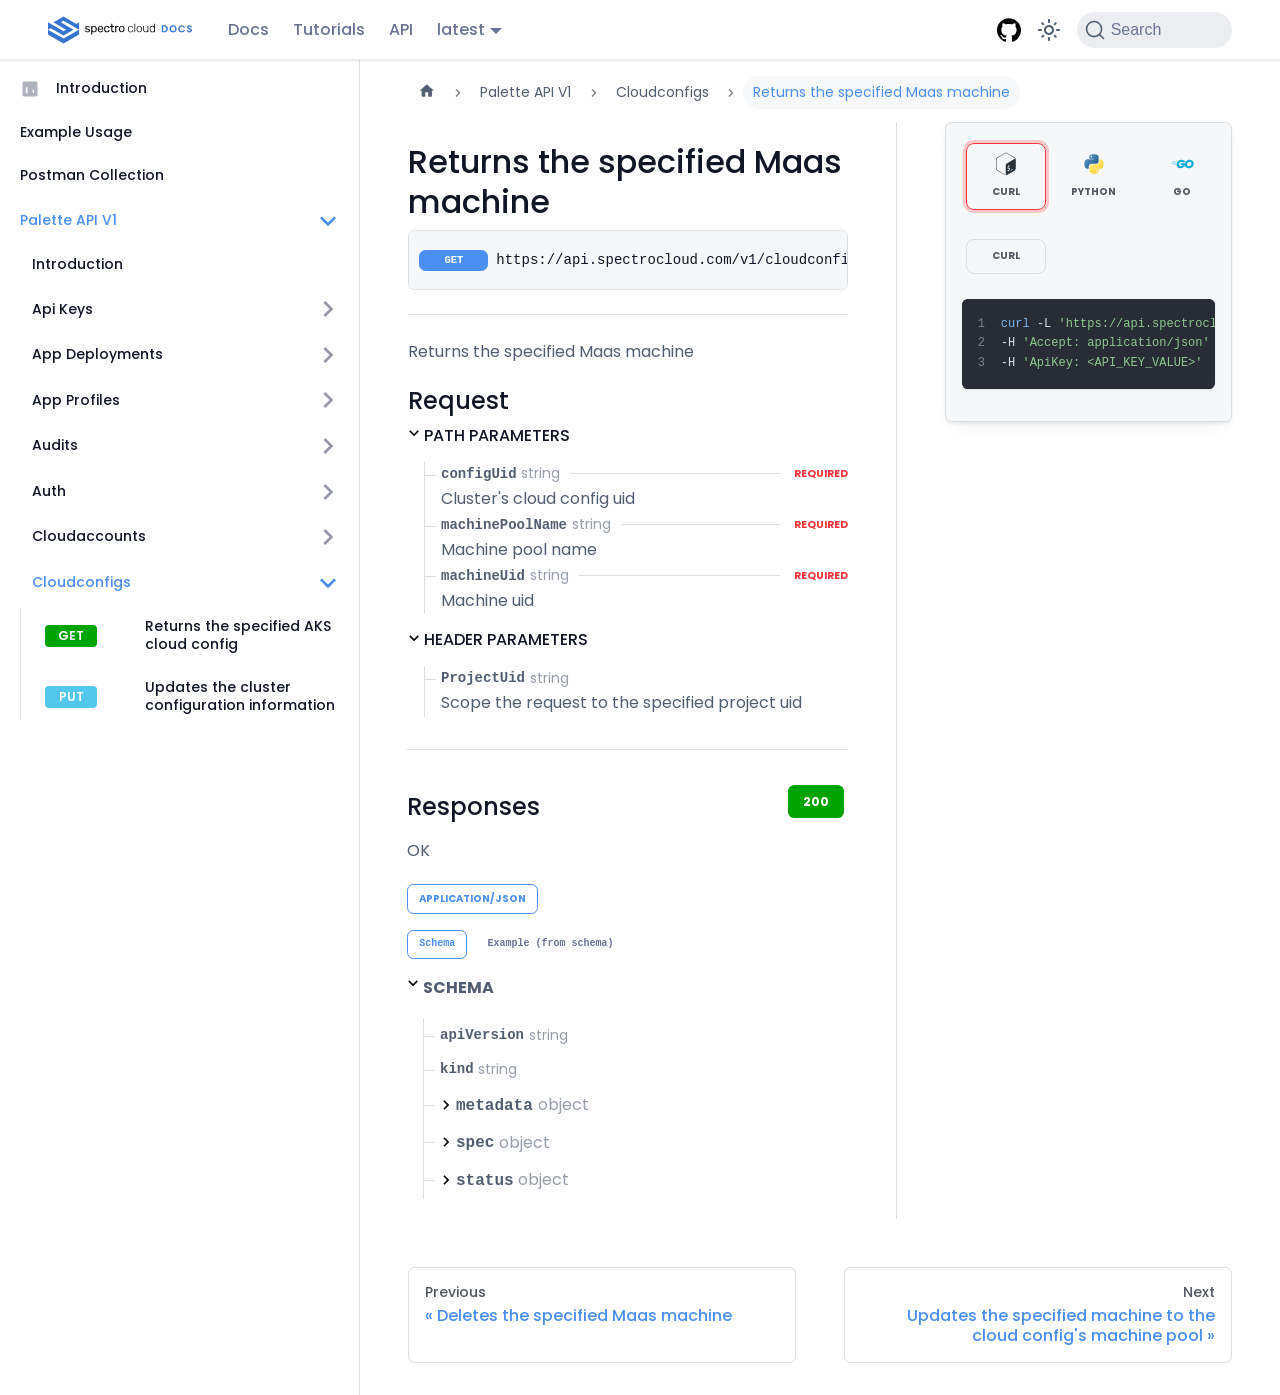 spectro cloud DOCS
Docs
Tutorials
API
latest
Search
Introduction
Example Usage
Postman Collection
Palette API V1
Introduction
Api Keys
App Deployments
App Profiles
Audits
Auth
Cloudaccounts
Cloudconfigs
GET
Returns the specified AKS
cloud config
PUT
Updates the cluster
configuration information
Palette API V1
Cloudconfigs
Returns the specified Maas machine
Returns the specified Maas
machine
GET https://api.spectrocloud.com/v1/cloudconfi
Returns the specified Maas machine
Request
PATH PARAMETERS
configUid string REQUIRED
Cluster's cloud config uid
machinePoolName string REQUIRED
Machine pool name
machineUid string REQUIRED
Machine uid
HEADER PARAMETERS
ProjectUid string
Scope the request to the specified project uid
Responses
200
OK
APPLICATION/JSON
Schema
Example (from schema)
SCHEMA
apiVersion string
kind string
metadata object
spec object
status object
CURL
PYTHON
GO
CURL
1 curl -L 'https://api.spectrocl
2 -H 'Accept: application/json'
3 -H 'ApiKey: <API_KEY_VALUE>'
Previous
« Deletes the specified Maas machine
Next
Updates the specified machine to the
cloud config's machine pool »